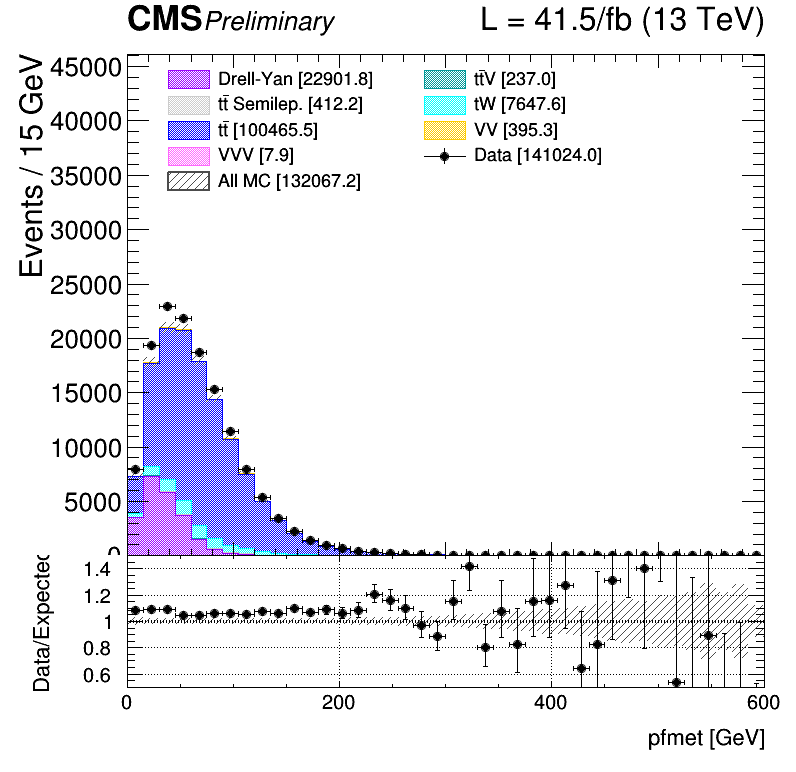 CMS Preliminary L = 41.5/fb (13 TeV)
Events / 15 GeV
45000
40000
35000
30000
25000
20000
15000
10000
5000
0
Drell-Yan [22901.8]
tt̄ Semilep. [412.2]
tt̄ [100465.5]
VVV [7.9]
All MC [132067.2]
tt̄V [237.0]
tW [7647.6]
VV [395.3]
Data [141024.0]
Data/Expected
1.4
1.2
1
0.8
0.6
0 200 400 600
pfmet [GeV]